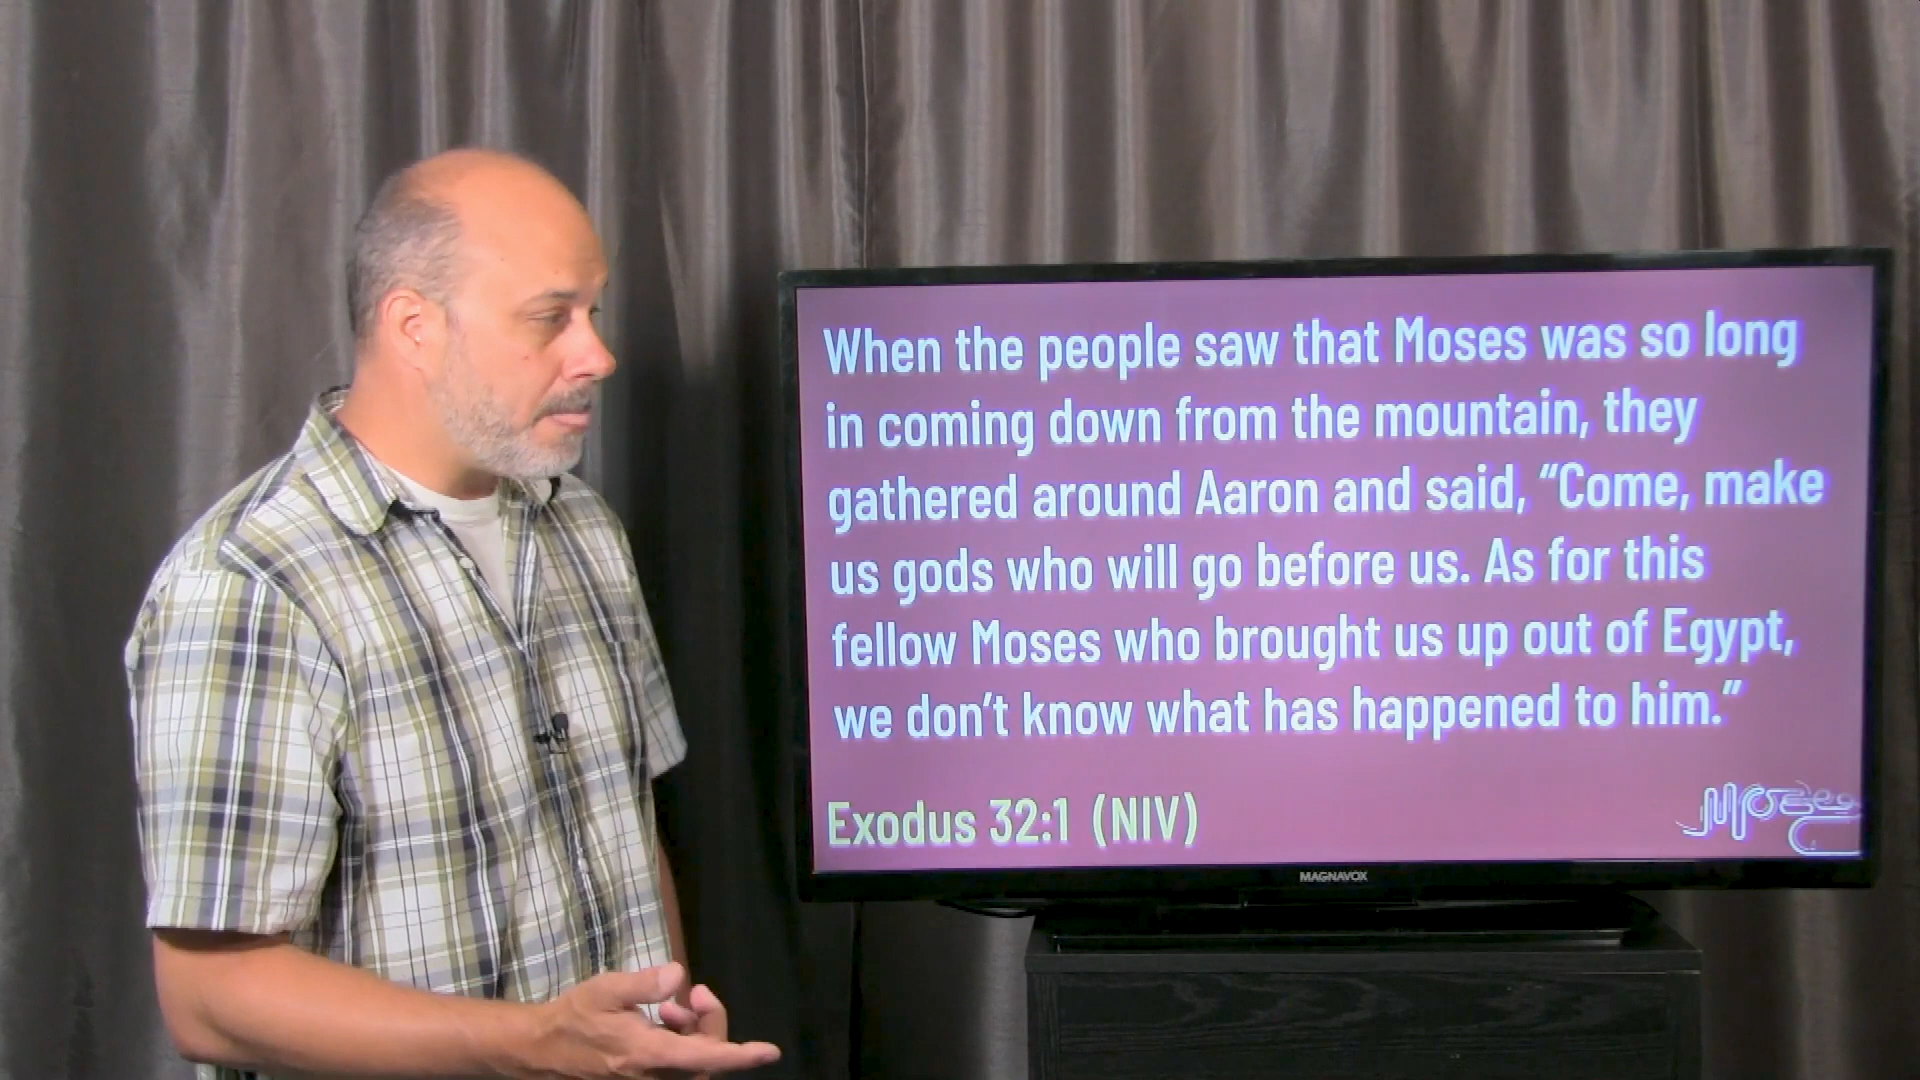 When the people saw that Moses was so long
in coming down from the mountain, they
gathered around Aaron and said, “Come, make
us gods who will go before us. As for this
fellow Moses who brought us up out of Egypt,
we don’t know what has happened to him.”
Exodus 32:1 (NIV)
Moses
MAGNAVOX